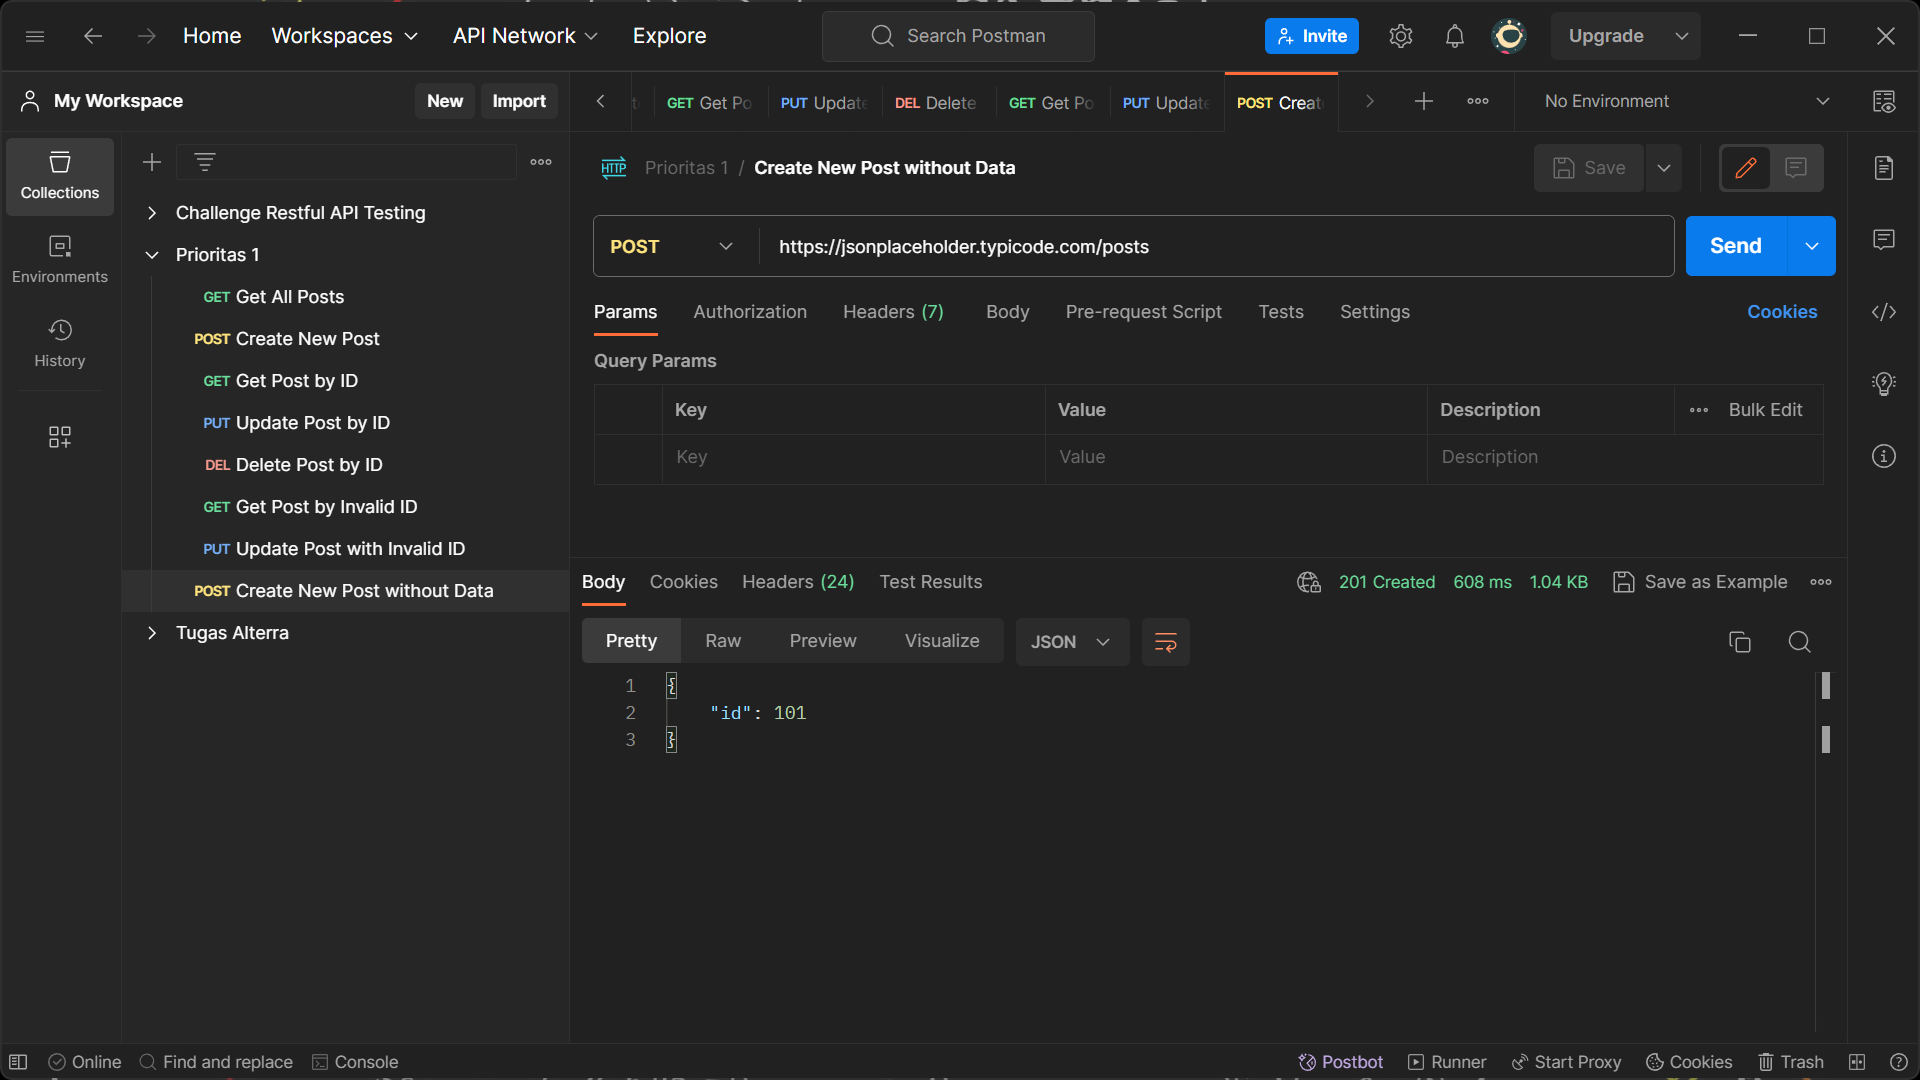 Home Workspaces API Network Explore Search Postman Invite Upgrade
My Workspace New Import GET Get Po PUT Updat DEL Delete GET Get Po PUT Updat POST Creat No Environment
Collections
Environments
History
Challenge Restful API Testing
Prioritas 1
GET Get All Posts
POST Create New Post
GET Get Post by ID
PUT Update Post by ID
DEL Delete Post by ID
GET Get Post by Invalid ID
PUT Update Post with Invalid ID
POST Create New Post without Data
Tugas Alterra
HTTP Prioritas 1 / Create New Post without Data Save
POST https://jsonplaceholder.typicode.com/posts Send
Params Authorization Headers (7) Body Pre-request Script Tests Settings Cookies
Query Params
Key Value Description Bulk Edit
Key Value Description
Body Cookies Headers (24) Test Results 201 Created 608 ms 1.04 KB Save as Example
Pretty Raw Preview Visualize JSON
1 {
2 "id": 101
3 }
Online Find and replace Console Postbot Runner Start Proxy Cookies Trash